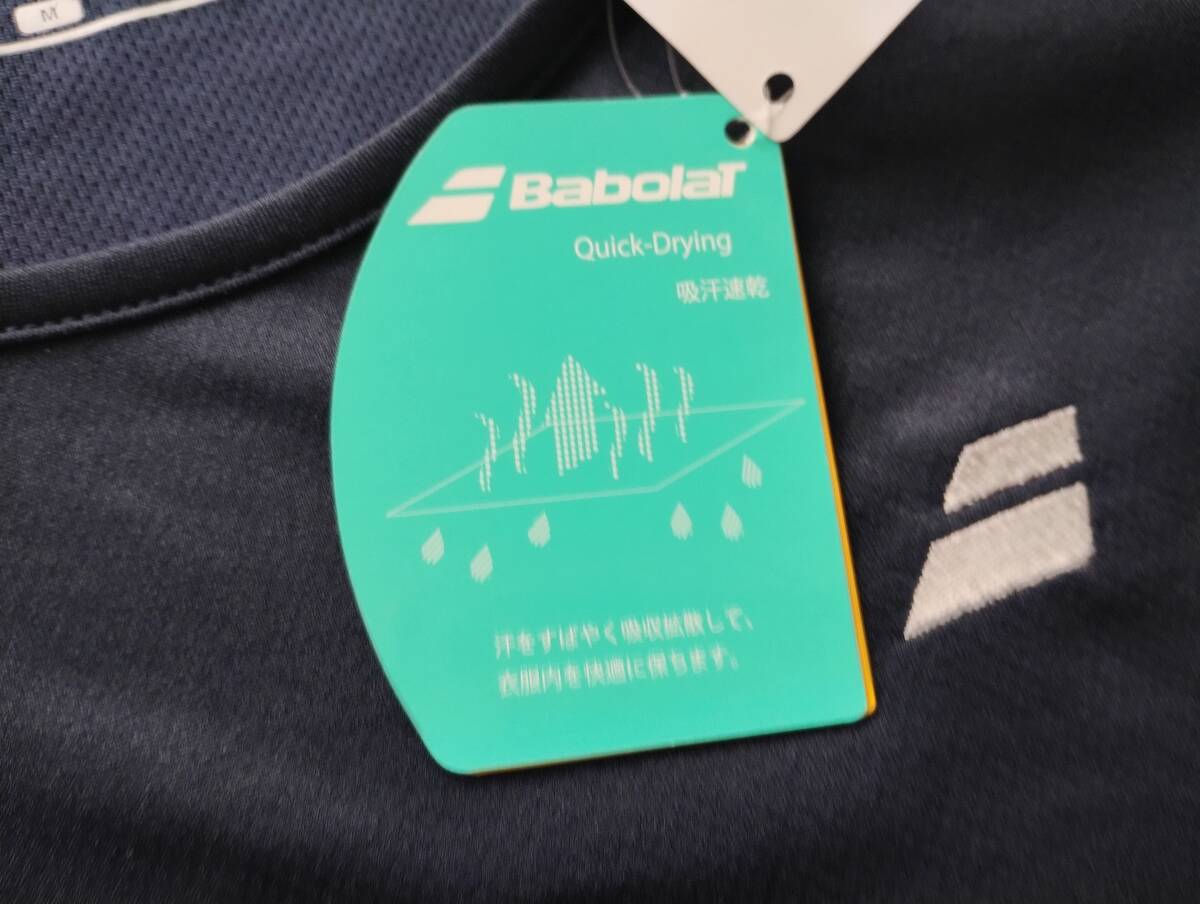 M
BabolaT
Quick-Drying
吸汗速乾
汗をすばやく吸収拡散して、
衣服内を快適に保ちます。